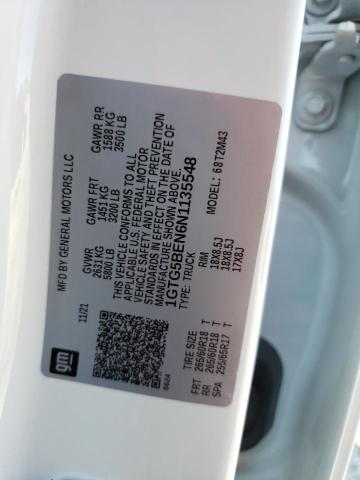 gm
MFD BY GENERAL MOTORS LLC
11/21
GVWR
2631 KG
5800 LB
GAWR FRT
1451 KG
3200 LB
GAWR RR
1588 KG
3500 LB
THIS VEHICLE CONFORMS TO ALL
APPLICABLE U.S. FEDERAL MOTOR
VEHICLE SAFETY AND THEFT PREVENTION
STANDARDS IN EFFECT ON THE DATE OF
MANUFACTURE SHOWN ABOVE.
1GTG5BEN6N1135548
TYPE: TRUCK
MODEL: 68T2M43
6624
TIRE SIZE RIM
FRT 265/60R18 T 18X8.5J
RR 265/60R18 T 18X8.5J
SPA 255/65R17 T 17X8J